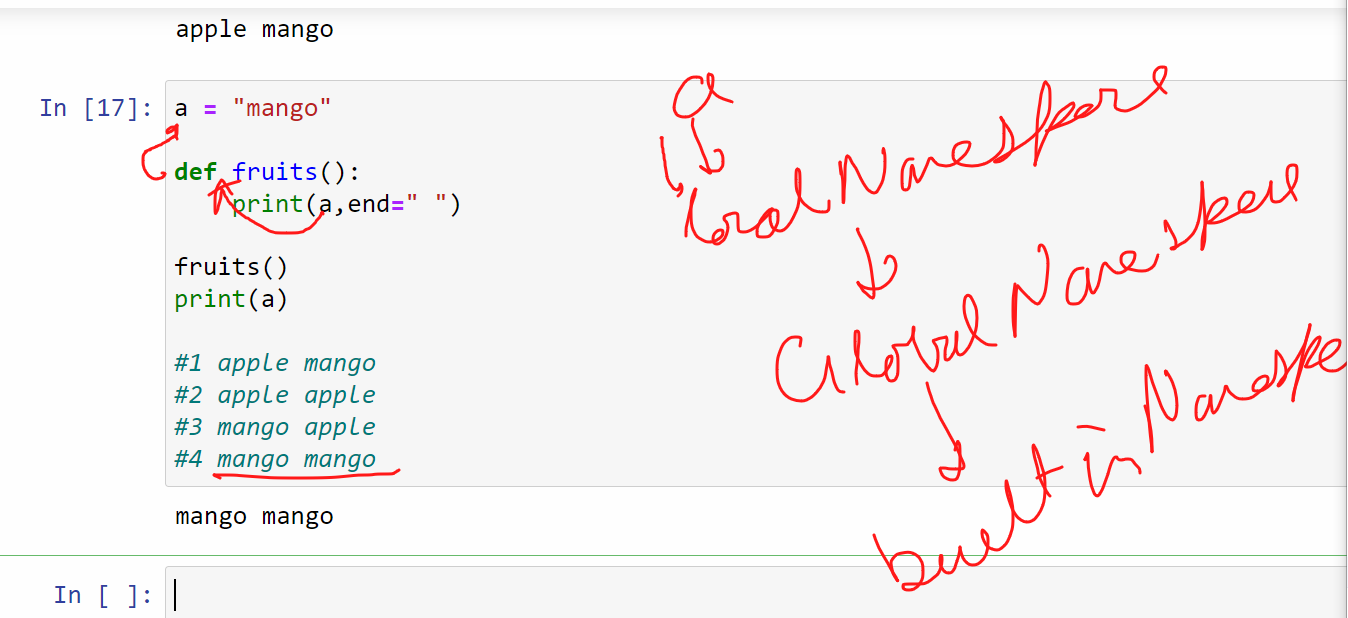 apple mango
In [17]: a = "mango"
def fruits():
print(a,end=" ")
fruits()
print(a)
#1 apple mango
#2 apple apple
#3 mango apple
#4 mango mango
mango mango
In [ ]:
a
Local Namespace
Global Namespace
built in Namespace